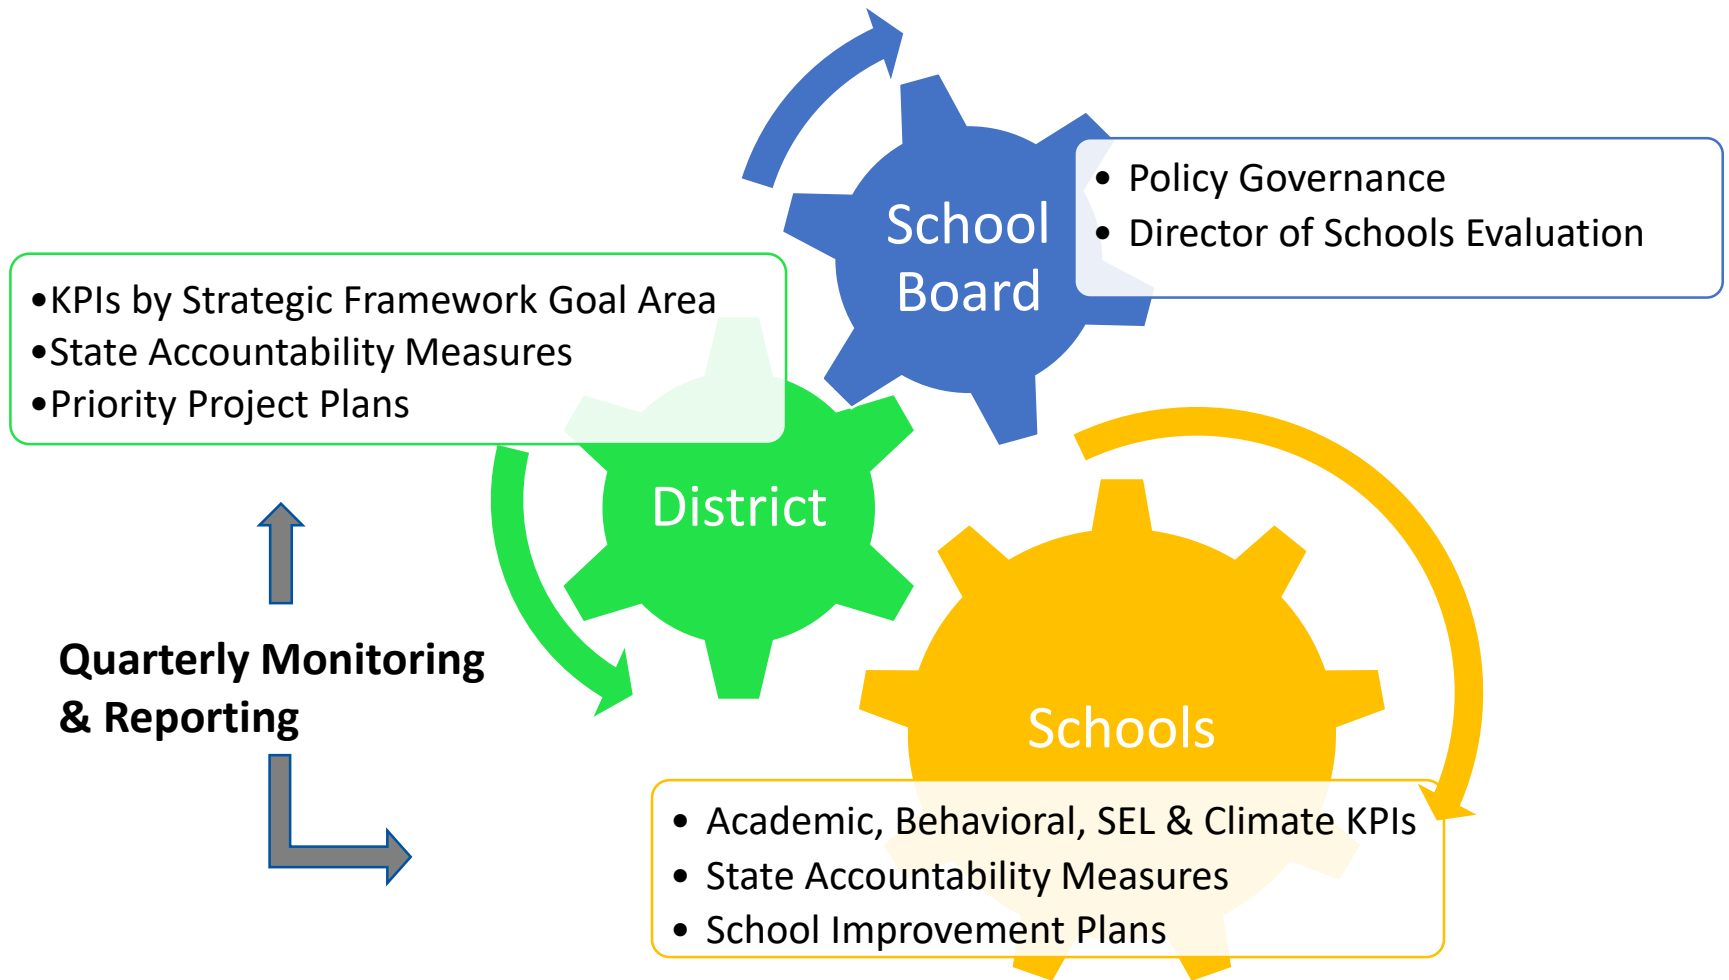 School
Board
• Policy Governance
• Director of Schools Evaluation
•KPIs by Strategic Framework Goal Area
•State Accountability Measures
•Priority Project Plans
District
Quarterly Monitoring
& Reporting
Schools
• Academic, Behavioral, SEL & Climate KPIs
• State Accountability Measures
• School Improvement Plans